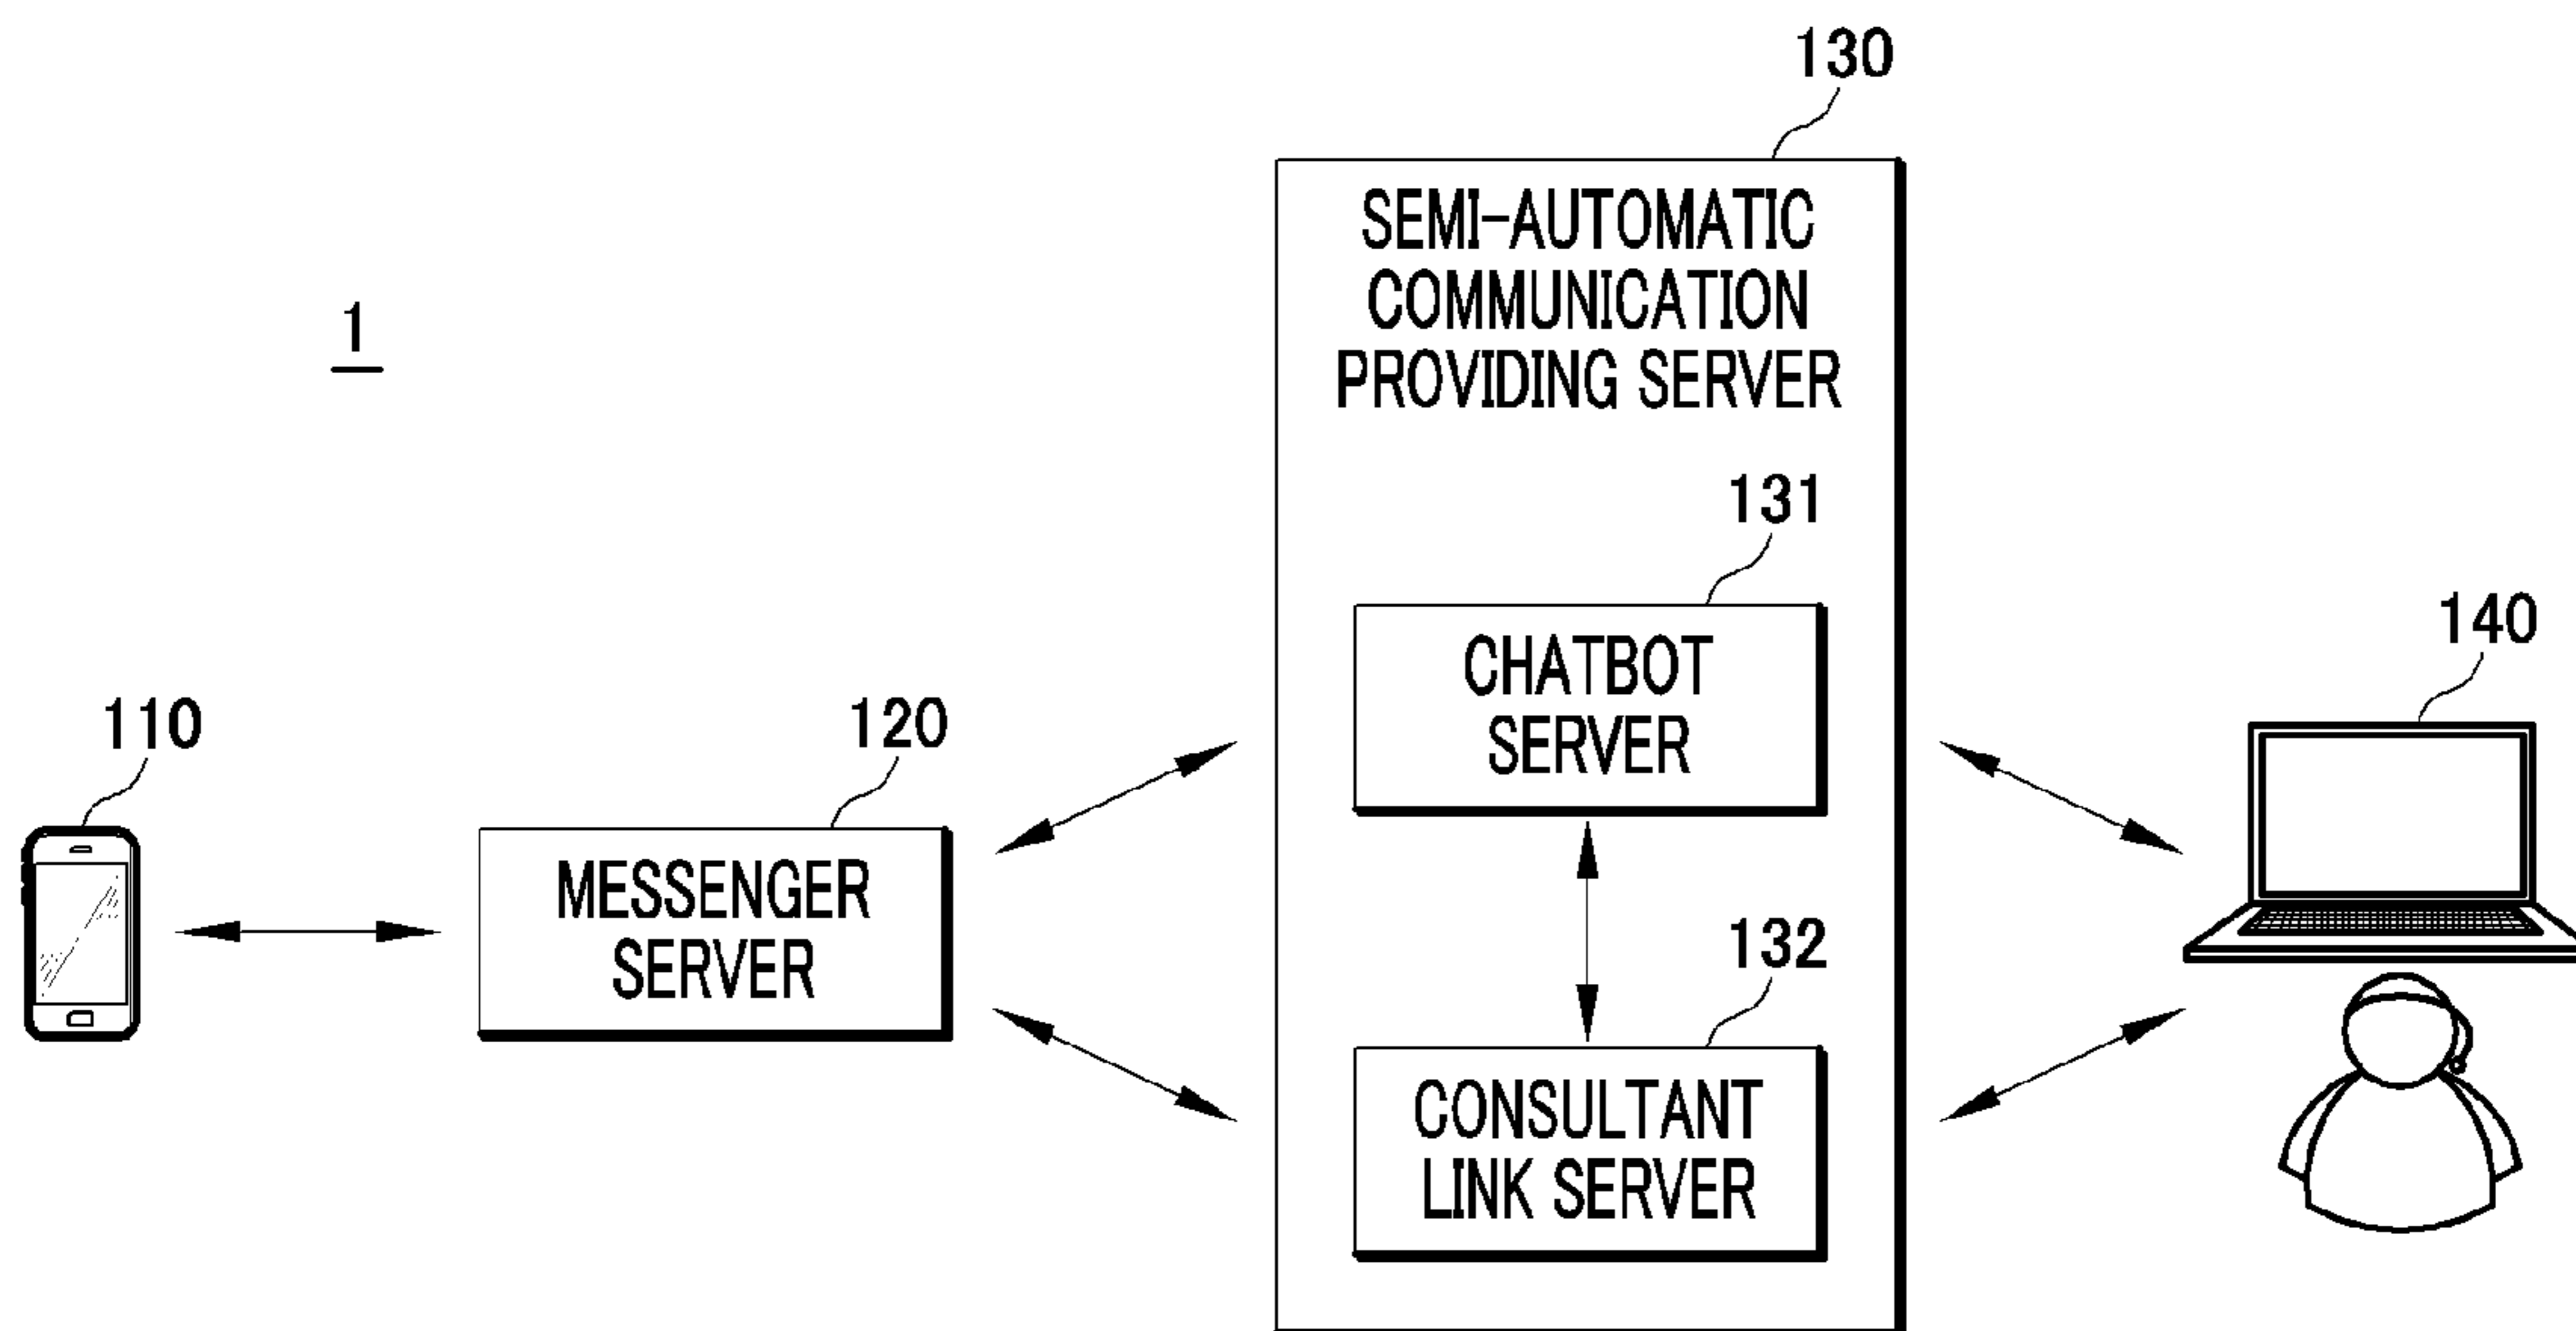 130
SEMI-AUTOMATIC
COMMUNICATION
PROVIDING SERVER
1
131
CHATBOT
SERVER
140
110
120
MESSENGER
SERVER
132
CONSULTANT
LINK SERVER